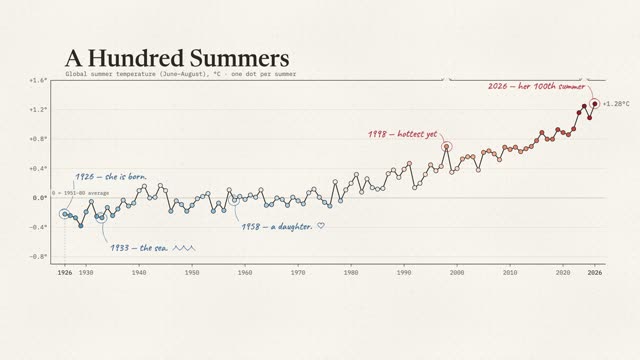 A Hundred Summers
Global summer temperature (June–August), °C · one dot per summer
+1.6°
2026 — her 100th summer
+1.28°C
+1.2°
1998 — hottest yet
+0.8°
+0.4°
1926 — she is born.
0 = 1951–80 average
0.0°
1958 — a daughter. ♡
-0.4°
1933 — the sea.
-0.8°
1926 1930 1940 1950 1960 1970 1980 1990 2000 2010 2020 2026